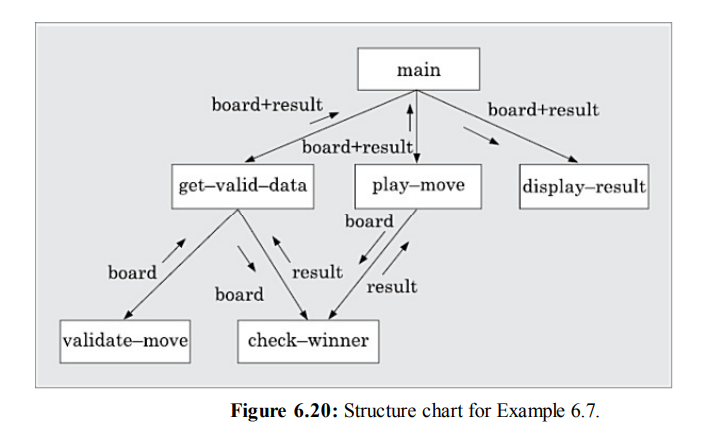 main
board+result
board+result
board+result
get–valid–data
play–move
display–result
board
board
result
board
result
validate–move
check–winner
Figure 6.20: Structure chart for Example 6.7.